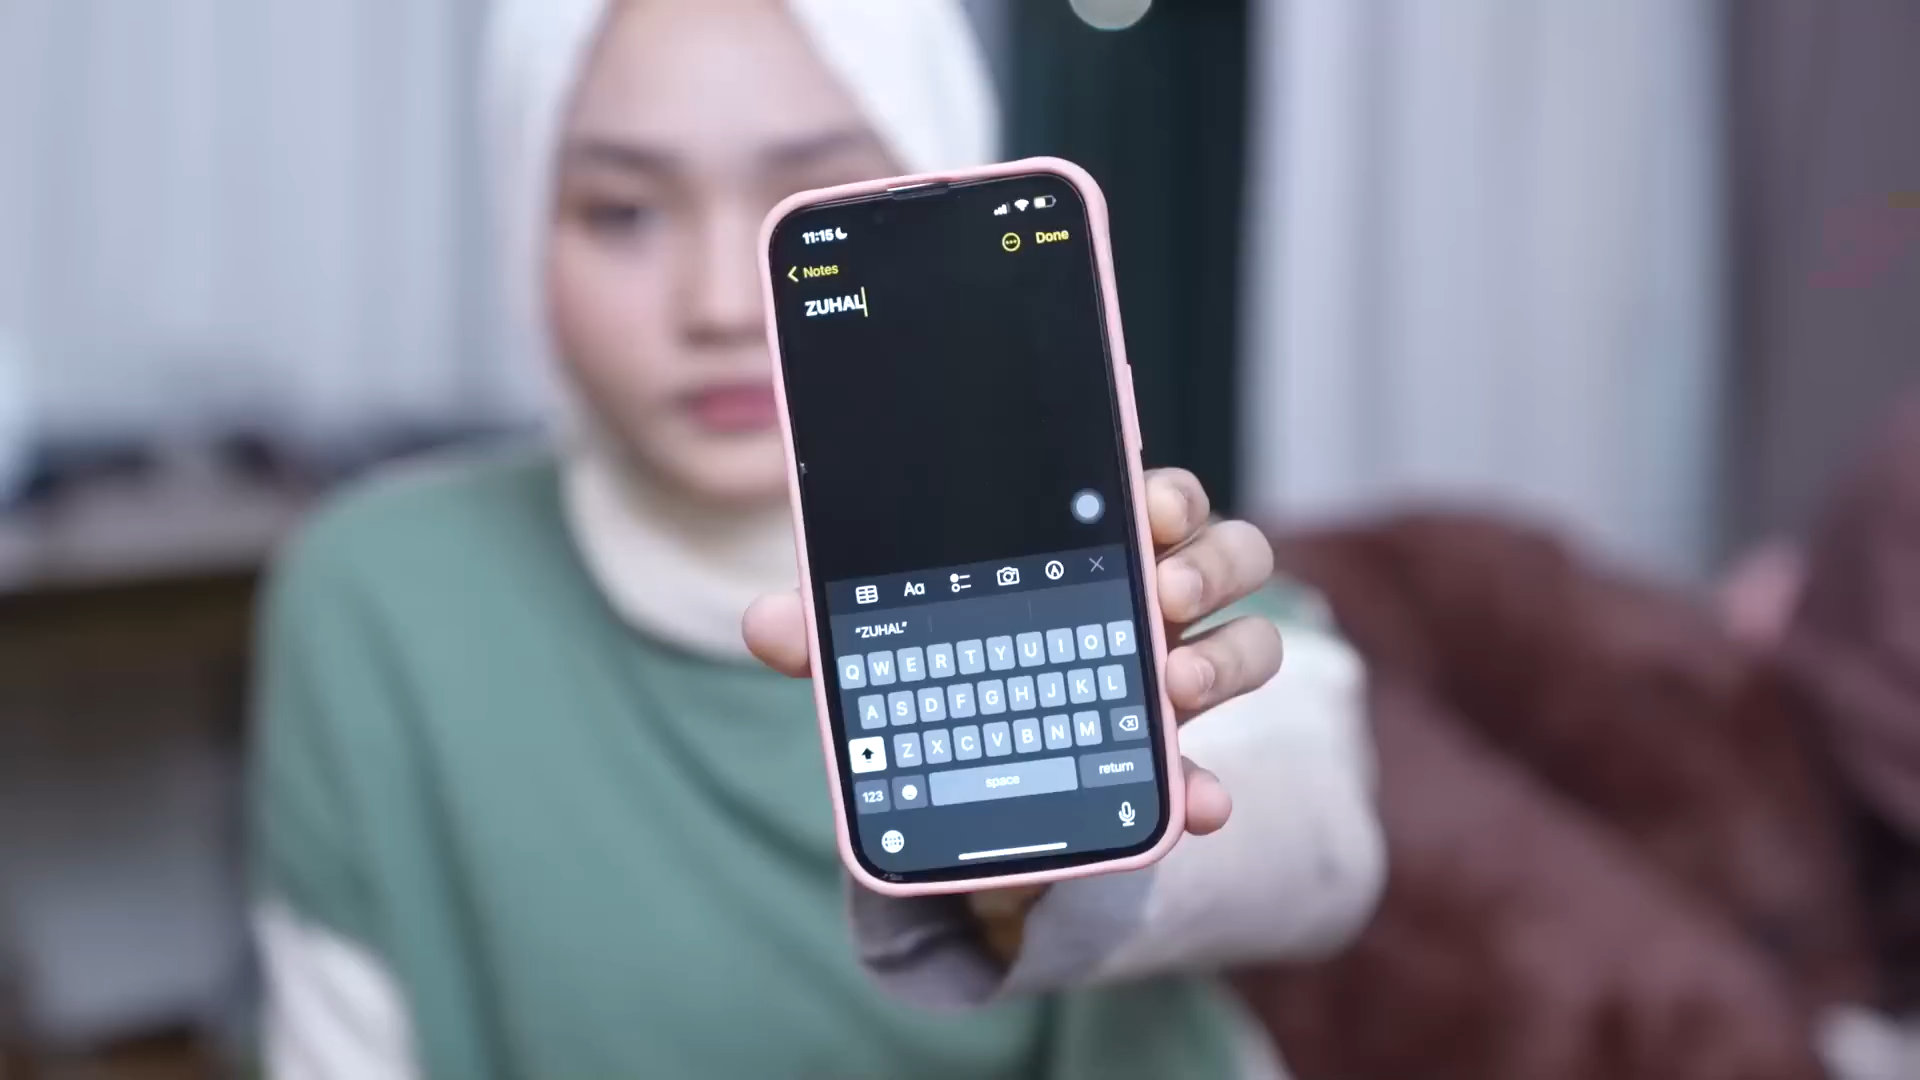 11:15
Done
Notes
ZUHAL
Aa
"ZUHAL"
Q W E R T Y U I O P
A S D F G H J K L
Z X C V B N M
123
space
return